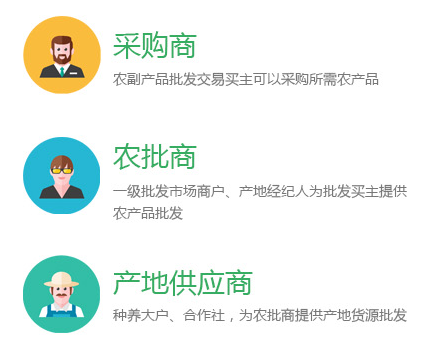 采购商
农副产品批发交易买主可以采购所需农产品
农批商
一级批发市场商户、产地经纪人为批发买主提供
农产品批发
产地供应商
种养大户、合作社，为农批商提供产地货源批发